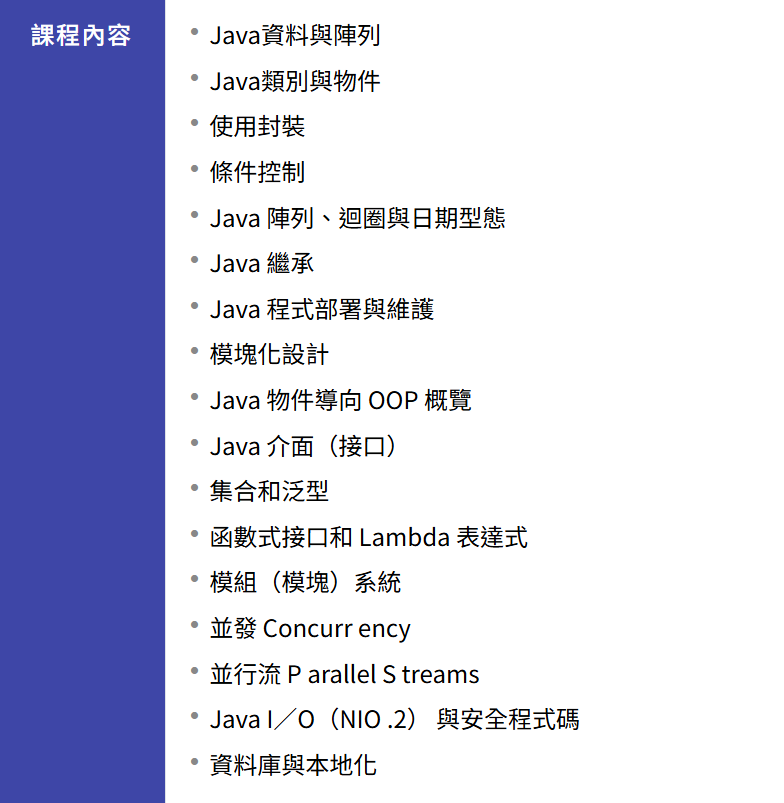 課程內容
• Java資料與陣列
• Java類別與物件
• 使用封裝
• 條件控制
• Java 陣列、迴圈與日期型態
• Java 繼承
• Java 程式部署與維護
• 模塊化設計
• Java 物件導向 OOP 概覽
• Java 介面（接口）
• 集合和泛型
• 函數式接口和 Lambda 表達式
• 模組（模塊）系統
• 並發 Concurr ency
• 並行流 P arallel S treams
• Java I／O（NIO .2） 與安全程式碼
• 資料庫與本地化